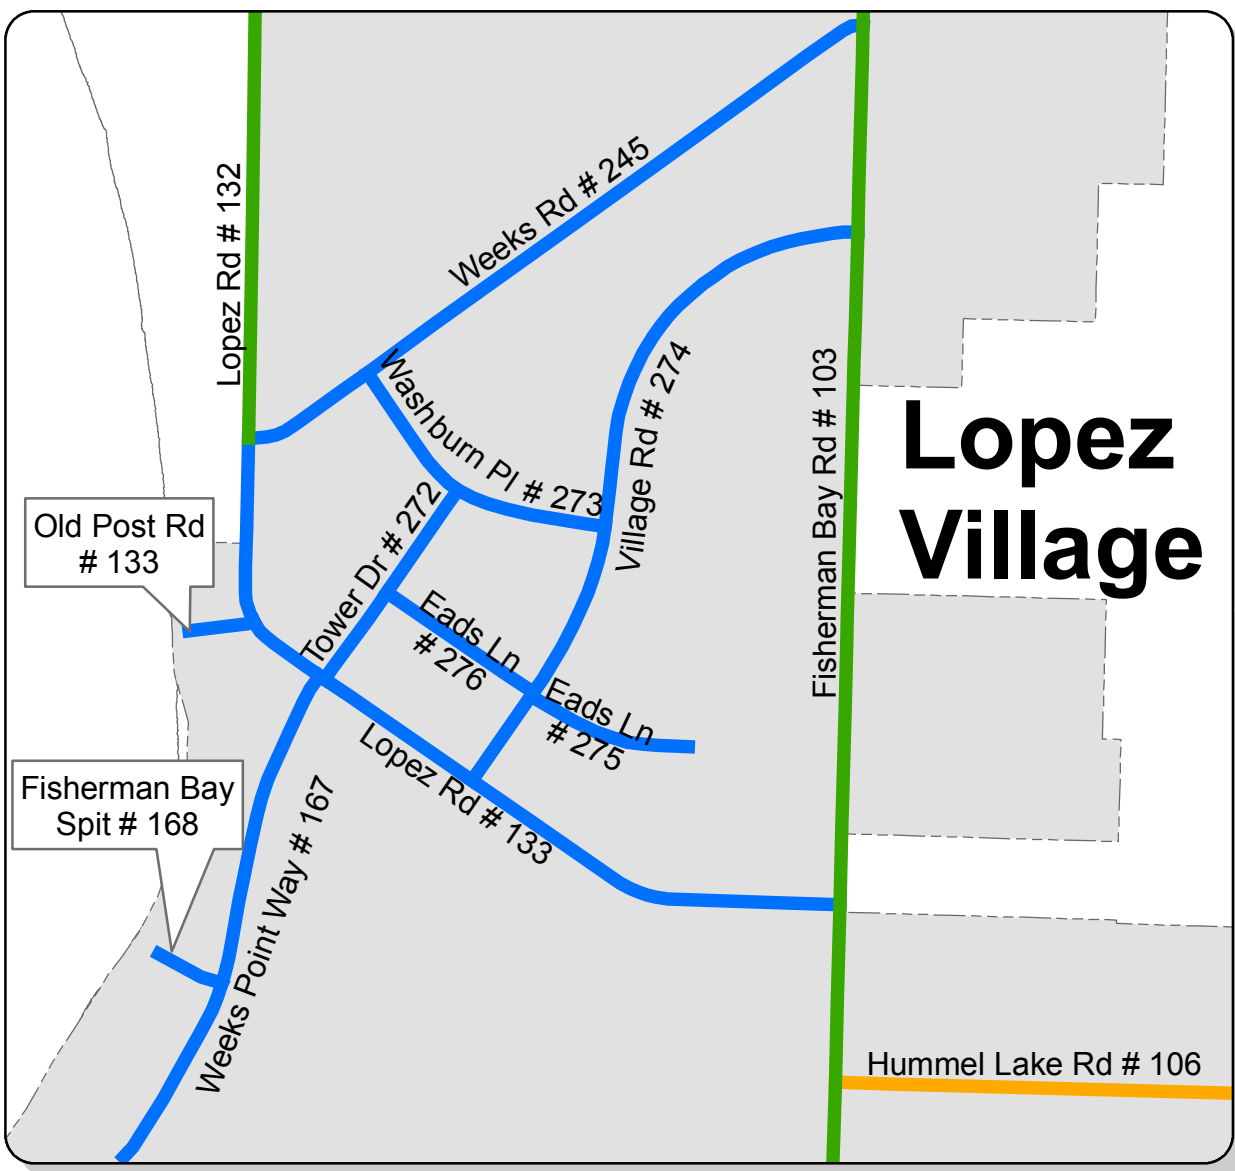 Lopez Rd # 132
Weeks Rd # 245
Washburn Pl # 273
Village Rd # 274
Fisherman Bay Rd # 103
Lopez
Village
Old Post Rd
# 133
Tower Dr # 272
Eads Ln
# 276
Eads Ln
# 275
Lopez Rd # 133
Fisherman Bay
Spit # 168
Weeks Point Way # 167
Hummel Lake Rd # 106